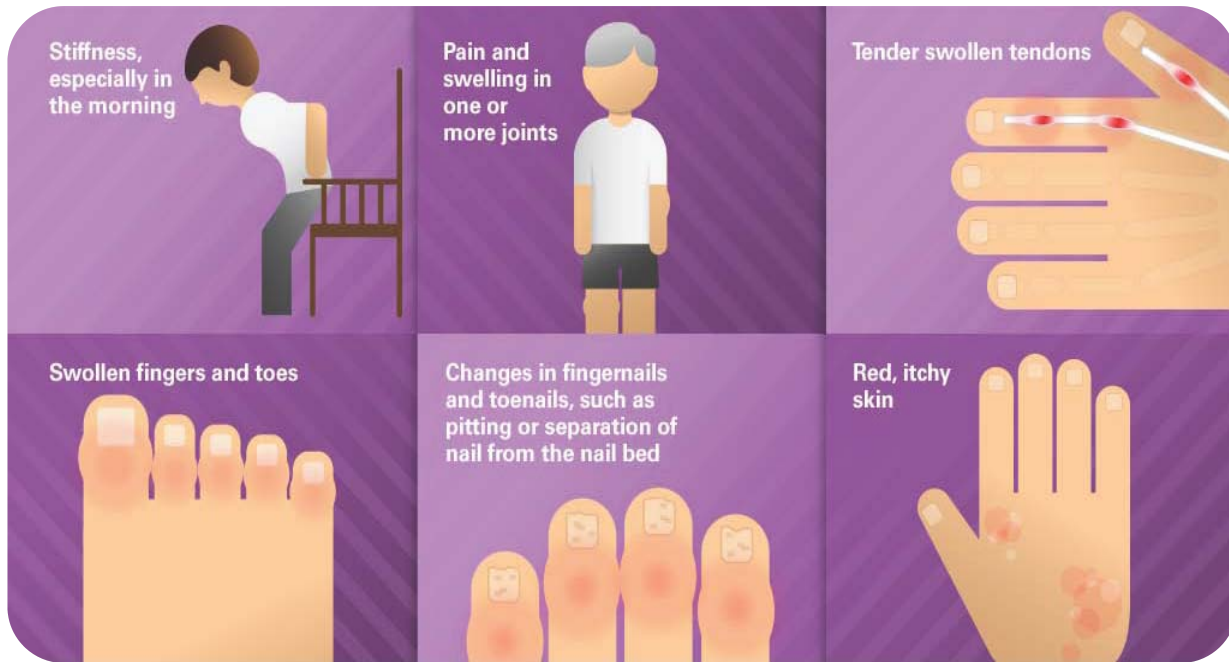 Stiffness,
especially in
the morning
Pain and
swelling in
one or
more joints
Tender swollen tendons
Swollen fingers and toes
Changes in fingernails
and toenails, such as
pitting or separation of
nail from the nail bed
Red, itchy
skin